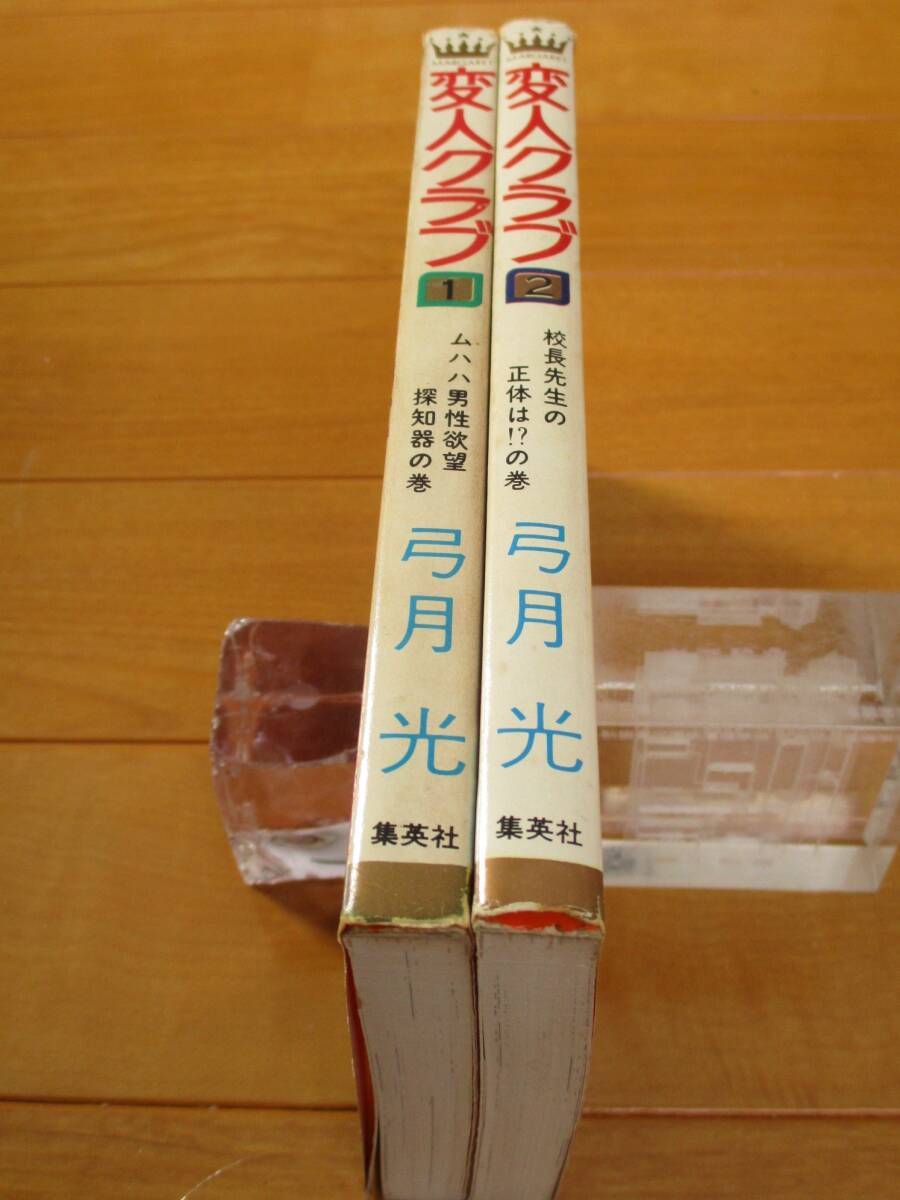 MARGARET
変人クラブ
1
ムハハ男性欲望
探知器の巻
弓月 光
集英社
MARGARET
変人クラブ
2
校長先生の
正体は!?の巻
弓月 光
集英社